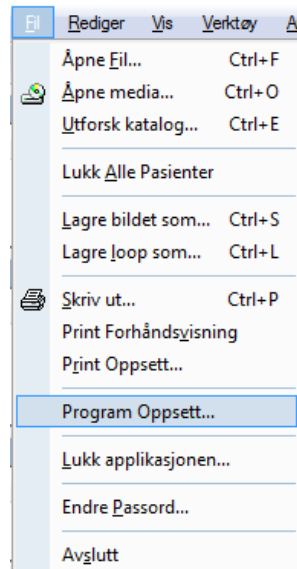 Fil Rediger Vis Verktøy
Åpne Fil... Ctrl+F
Åpne media... Ctrl+O
Utforsk katalog... Ctrl+E
Lukk Alle Pasienter
Lagre bildet som... Ctrl+S
Lagre loop som... Ctrl+L
Skriv ut... Ctrl+P
Print Forhåndsvisning
Print Oppsett...
Program Oppsett...
Lukk applikasjonen...
Endre Passord...
Avslutt